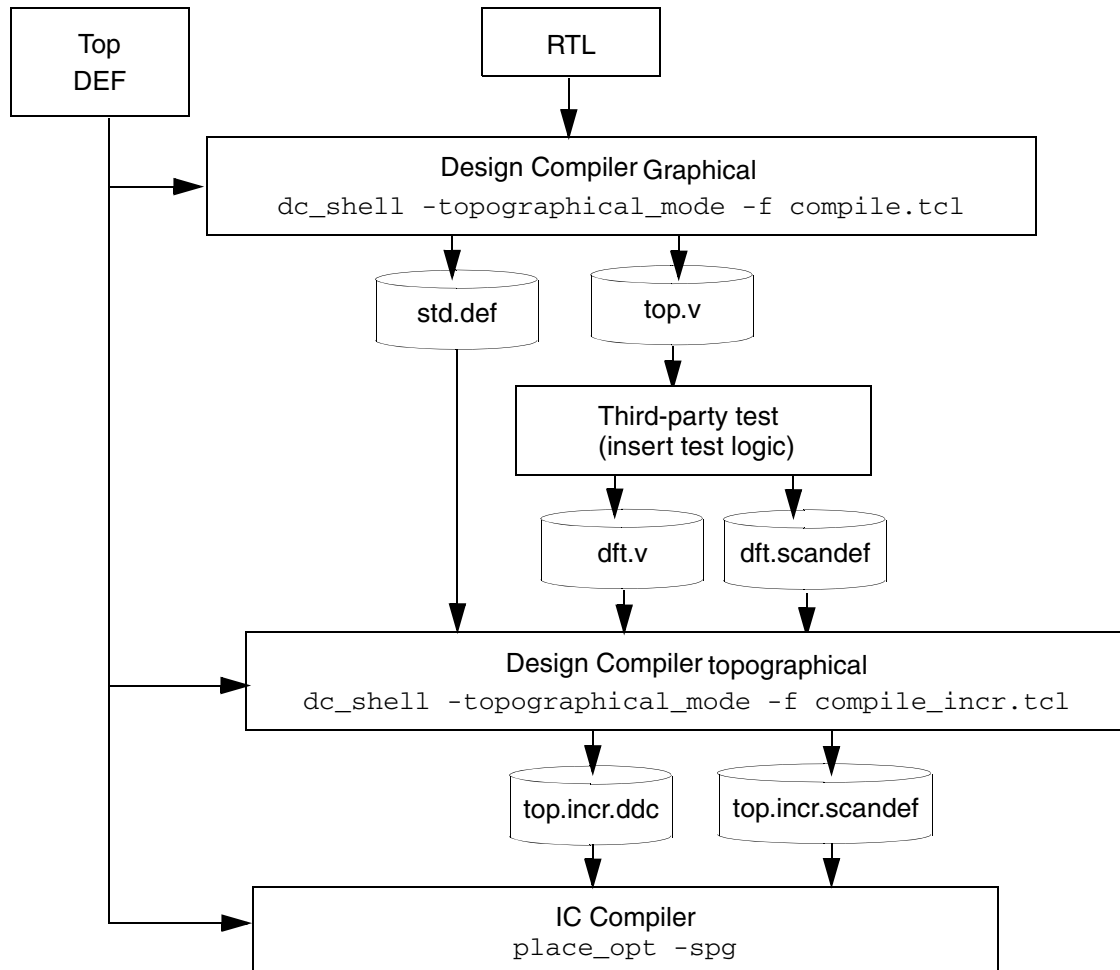 Top
DEF
RTL
Design Compiler Graphical
dc_shell -topographical_mode -f compile.tcl
std.def
top.v
Third-party test
(insert test logic)
dft.v
dft.scandef
Design Compiler topographical
dc_shell -topographical_mode -f compile_incr.tcl
top.incr.ddc
top.incr.scandef
IC Compiler
place_opt -spg